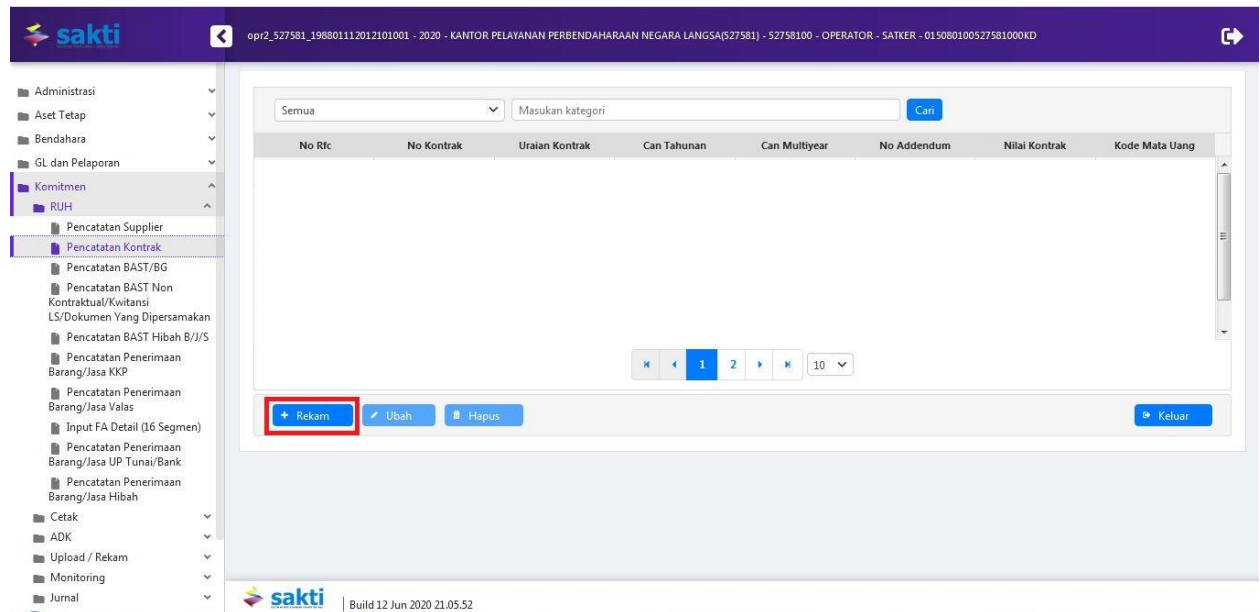 sakti
opr2_527581_198801112012101001 - 2020 - KANTOR PELAYANAN PERBENDAHARAAN NEGARA LANGSA(527581) - 52758100 - OPERATOR - SATKER - 015080100527581000KD
Administrasi
Aset Tetap
Bendahara
GL dan Pelaporan
Komitmen
RUH
Pencatatan Supplier
Pencatatan Kontrak
Pencatatan BAST/BG
Pencatatan BAST Non
Kontraktual/Kwitansi
LS/Dokumen Yang Dipersamakan
Pencatatan BAST Hibah B/J/S
Pencatatan Penerimaan
Barang/Jasa KKP
Pencatatan Penerimaan
Barang/Jasa Valas
Input FA Detail (16 Segmen)
Pencatatan Penerimaan
Barang/Jasa UP Tunai/Bank
Pencatatan Penerimaan
Barang/Jasa Hibah
Cetak
ADK
Upload / Rekam
Monitoring
Jurnal
Semua
Masukan kategori
Cari
No Rfc No Kontrak Uraian Kontrak Can Tahunan Can Multiyear No Addendum Nilai Kontrak Kode Mata Uang
1 2 10
+ Rekam Ubah Hapus Keluar
sakti | Build 12 Jun 2020 21.05.52